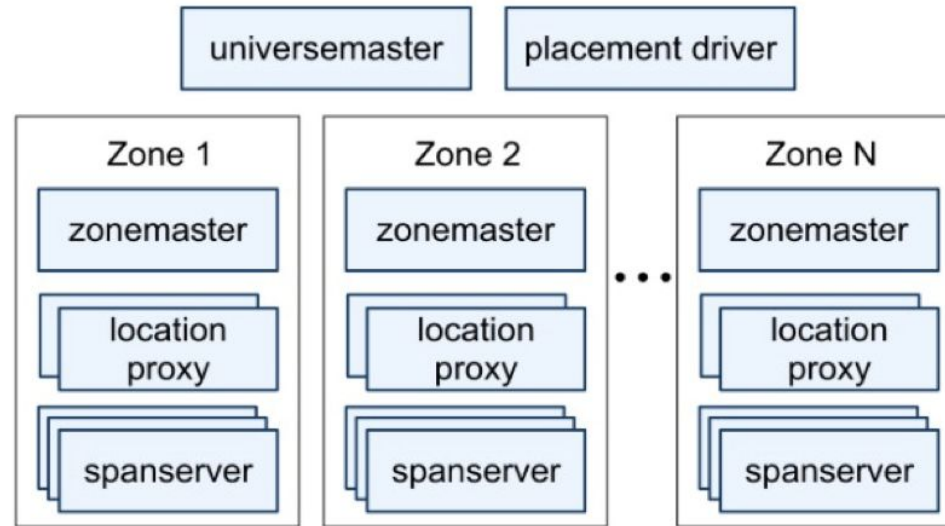 universemaster
placement driver
Zone 1
zonemaster
location
proxy
spanserver
Zone 2
zonemaster
location
proxy
spanserver
...
Zone N
zonemaster
location
proxy
spanserver